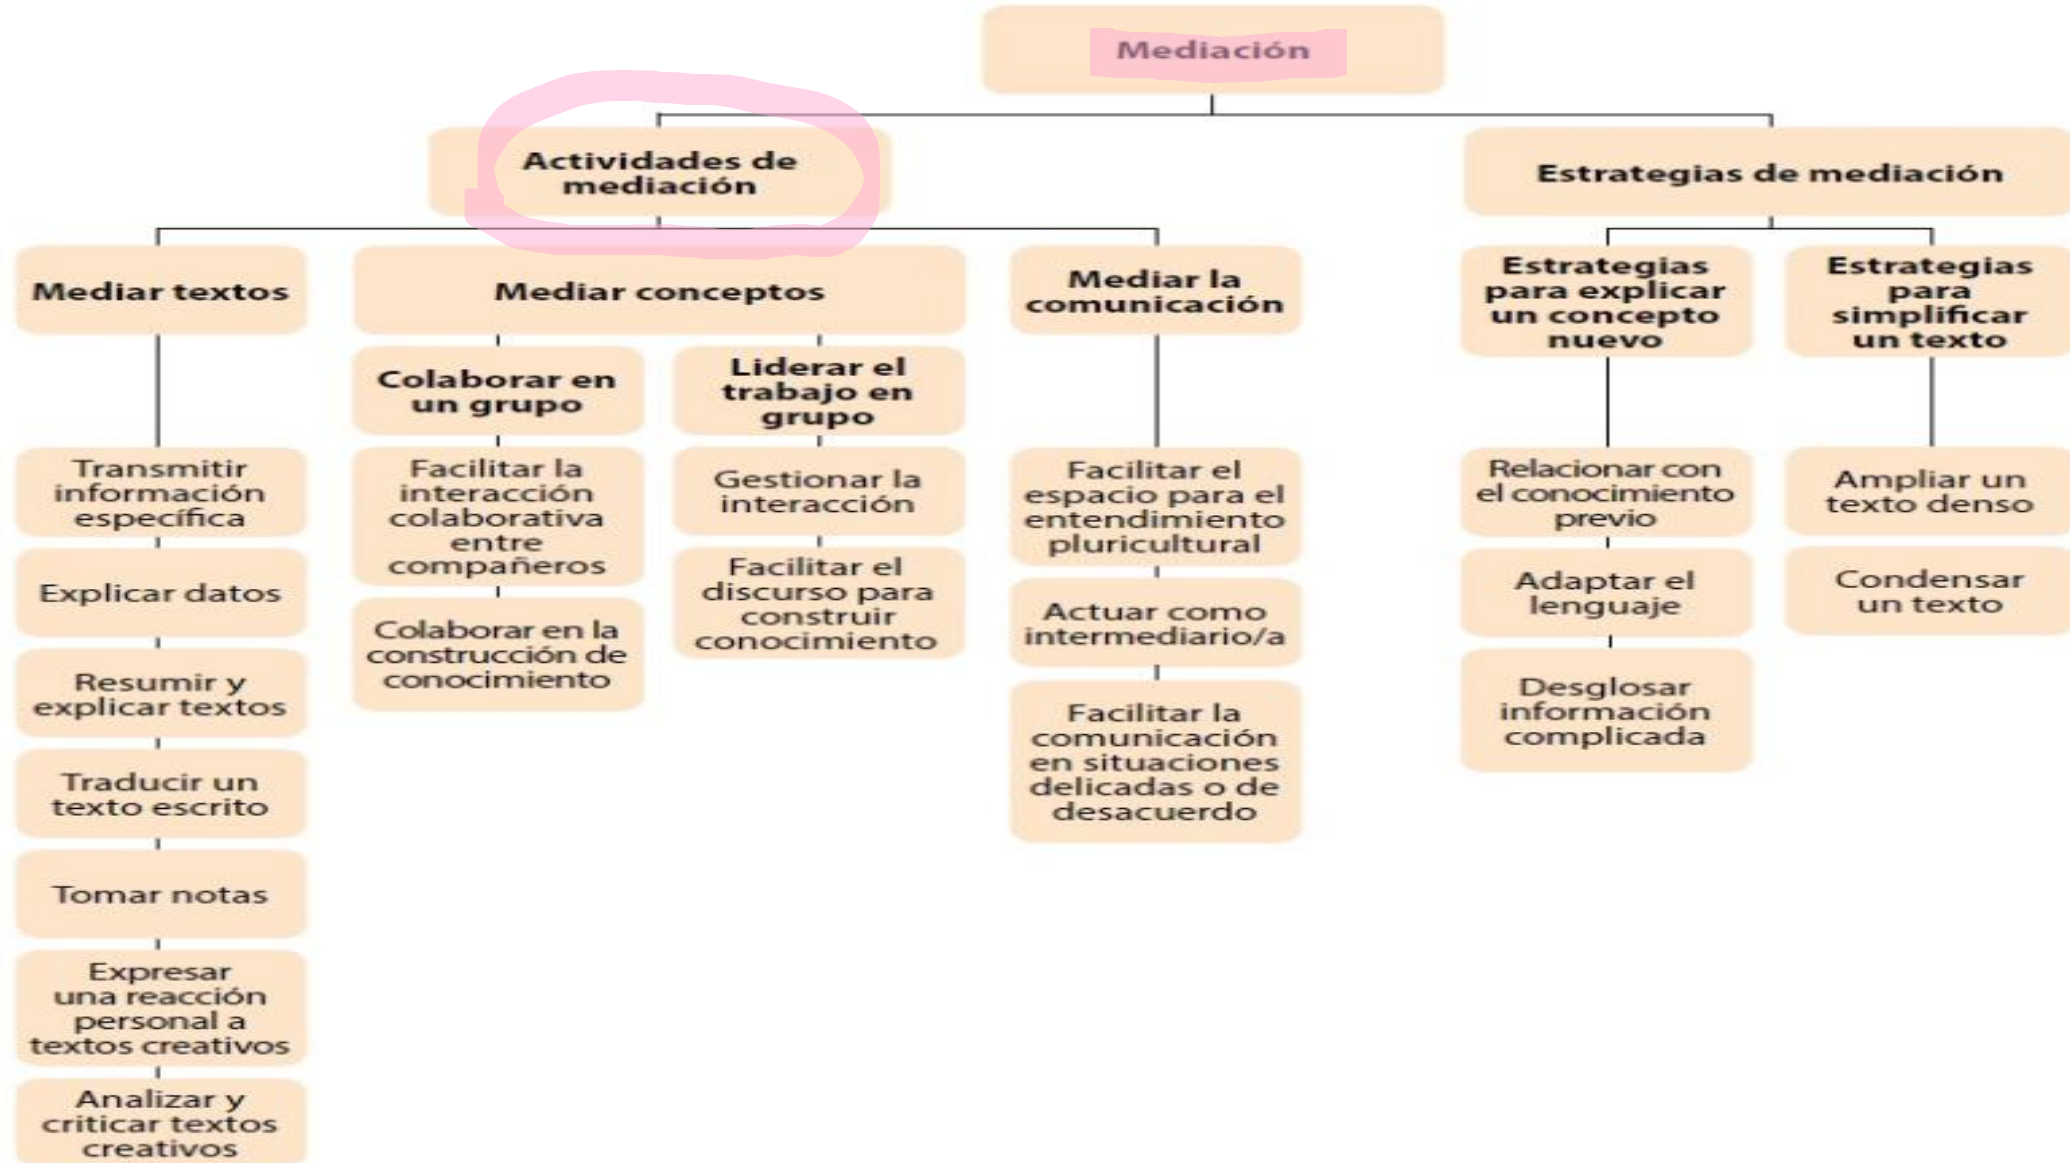 Mediación
Actividades de
mediación
Estrategias de mediación
Mediar textos
Mediar conceptos
Mediar la
comunicación
Estrategias
para explicar
un concepto
nuevo
Estrategias
para
simplificar
un texto
Colaborar en
un grupo
Liderar el
trabajo en
grupo
Transmitir
información
específica
Explicar datos
Resumir y
explicar textos
Traducir un
texto escrito
Tomar notas
Expresar
una reacción
personal a
textos creativos
Analizar y
criticar textos
creativos
Facilitar la
interacción
colaborativa
entre
compañeros
Colaborar en la
construcción de
conocimiento
Gestionar la
interacción
Facilitar el
discurso para
construir
conocimiento
Facilitar el
espacio para el
entendimiento
pluricultural
Actuar como
intermediario/a
Facilitar la
comunicación
en situaciones
delicadas o de
desacuerdo
Relacionar con
el conocimiento
previo
Adaptar el
lenguaje
Desglosar
información
complicada
Ampliar un
texto denso
Condensar
un texto